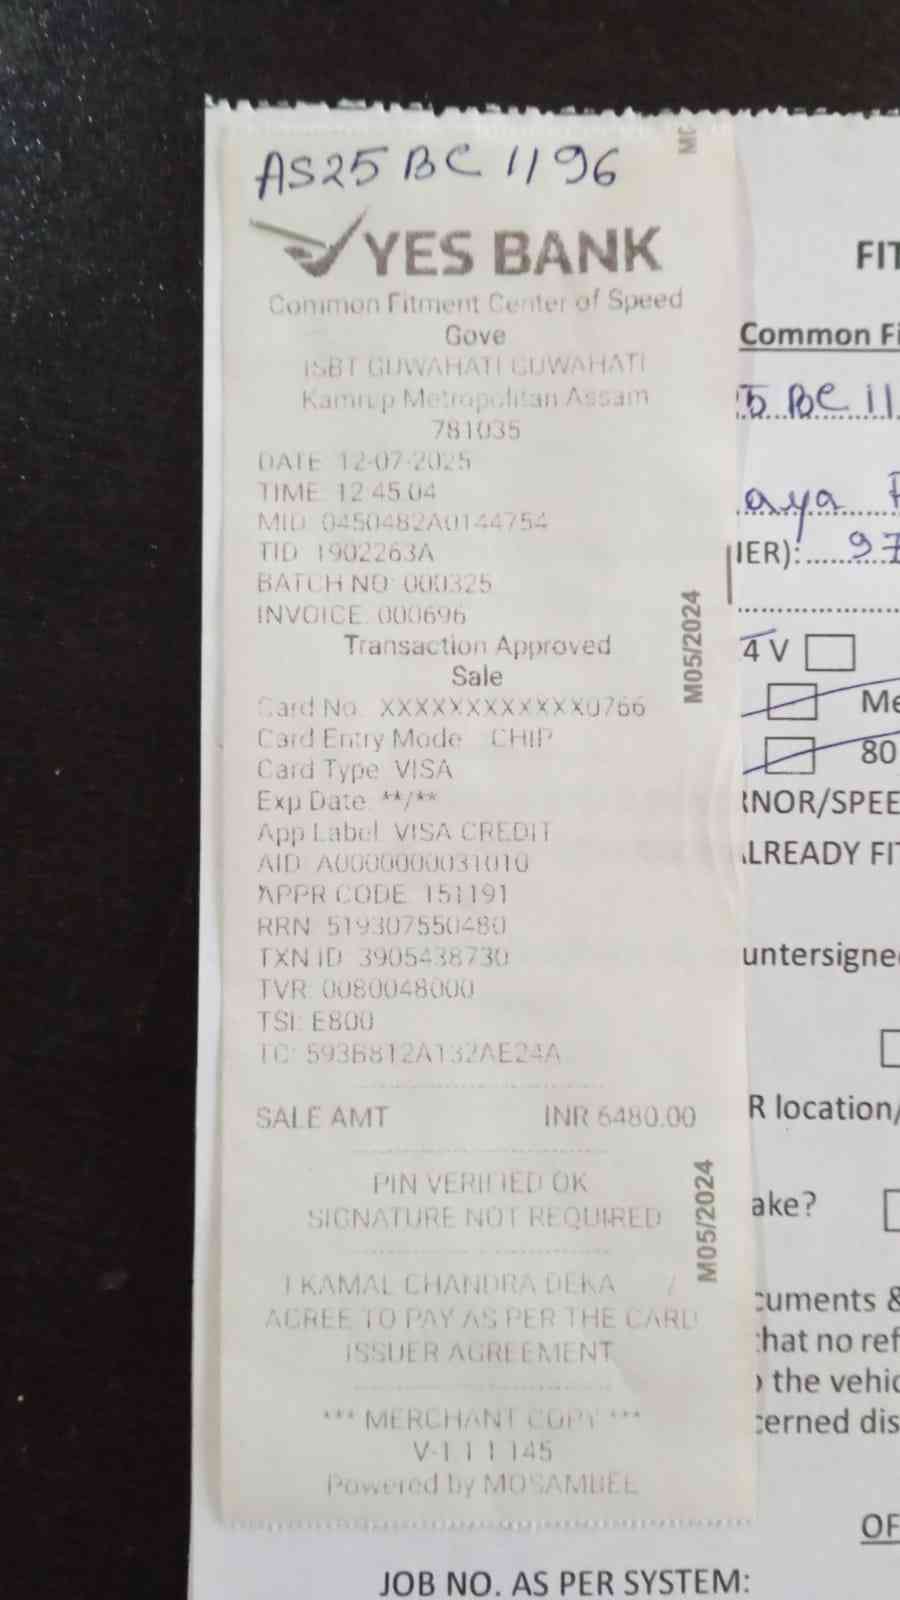 AS25 BC 1196
YES BANK
Common Fitment Center of Speed
Gove
ISBT GUWAHATI GUWAHATI
Kamrup Metropolitan Assam
781035
DATE 12-07-2025
TIME: 12:45:04
MID: 0450482A0144754
TID 1902263A
BATCH NO: 000325
INVOICE: 000696
Transaction Approved
Sale
Card No. XXXXXXXXXXXX0766
Card Entry Mode CHIP
Card Type VISA
Exp Date **/**
App Label VISA CREDIT
AID: A0000000031010
APPR CODE 151191
RRN: 519307550480
TXN ID 3905438730
TVR: 0080048000
TSI: E800
TC: 593B812A132AE24A
SALE AMT INR 6480.00
PIN VERIFIED OK
SIGNATURE NOT REQUIRED
I KAMAL CHANDRA DEKA
AGREE TO PAY AS PER THE CARD
ISSUER AGREEMENT
*** MERCHANT COPY ***
V-1 1 1 145
Powered by MOSAMBEE
M05/2024
M05/2024
FIT
Common Fi
5 BC 11
aya
IER): 97
4 V
Me
80
RNOR/SPEE
ALREADY FI
untersigne
R location/
ake?
cuments &
that no ref
the vehic
cerned dis
OF
JOB NO. AS PER SYSTEM: